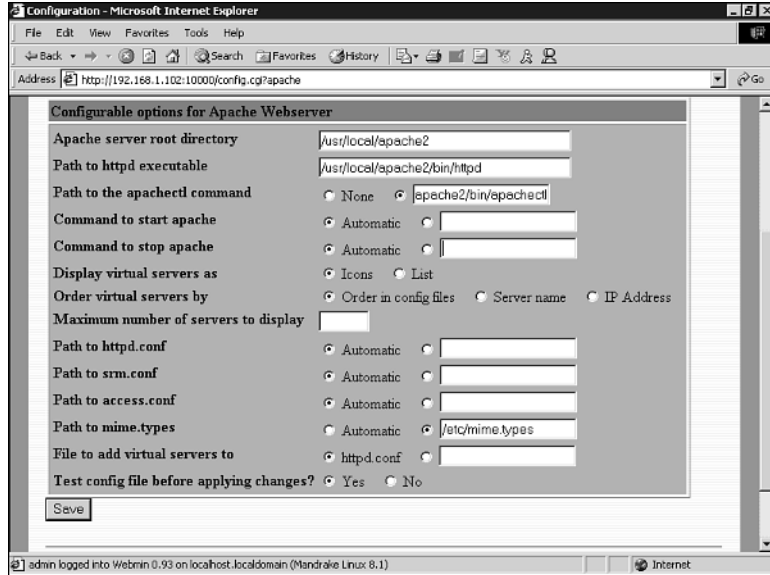 Configuration - Microsoft Internet Explorer
File Edit View Favorites Tools Help
Back Search Favorites History
Address http://192.168.1.102:10000/config.cgi?apache Go
Configurable options for Apache Webserver
Apache server root directory /usr/local/apache2
Path to httpd executable /usr/local/apache2/bin/httpd
Path to the apachectl command None apache2/bin/apachectl
Command to start apache Automatic
Command to stop apache Automatic
Display virtual servers as Icons List
Order virtual servers by Order in config files Server name IP Address
Maximum number of servers to display
Path to httpd.conf Automatic
Path to srm.conf Automatic
Path to access.conf Automatic
Path to mime.types Automatic /etc/mime.types
File to add virtual servers to httpd.conf
Test config file before applying changes? Yes No
Save
admin logged into Webmin 0.93 on localhost.localdomain (Mandrake Linux 8.1) Internet